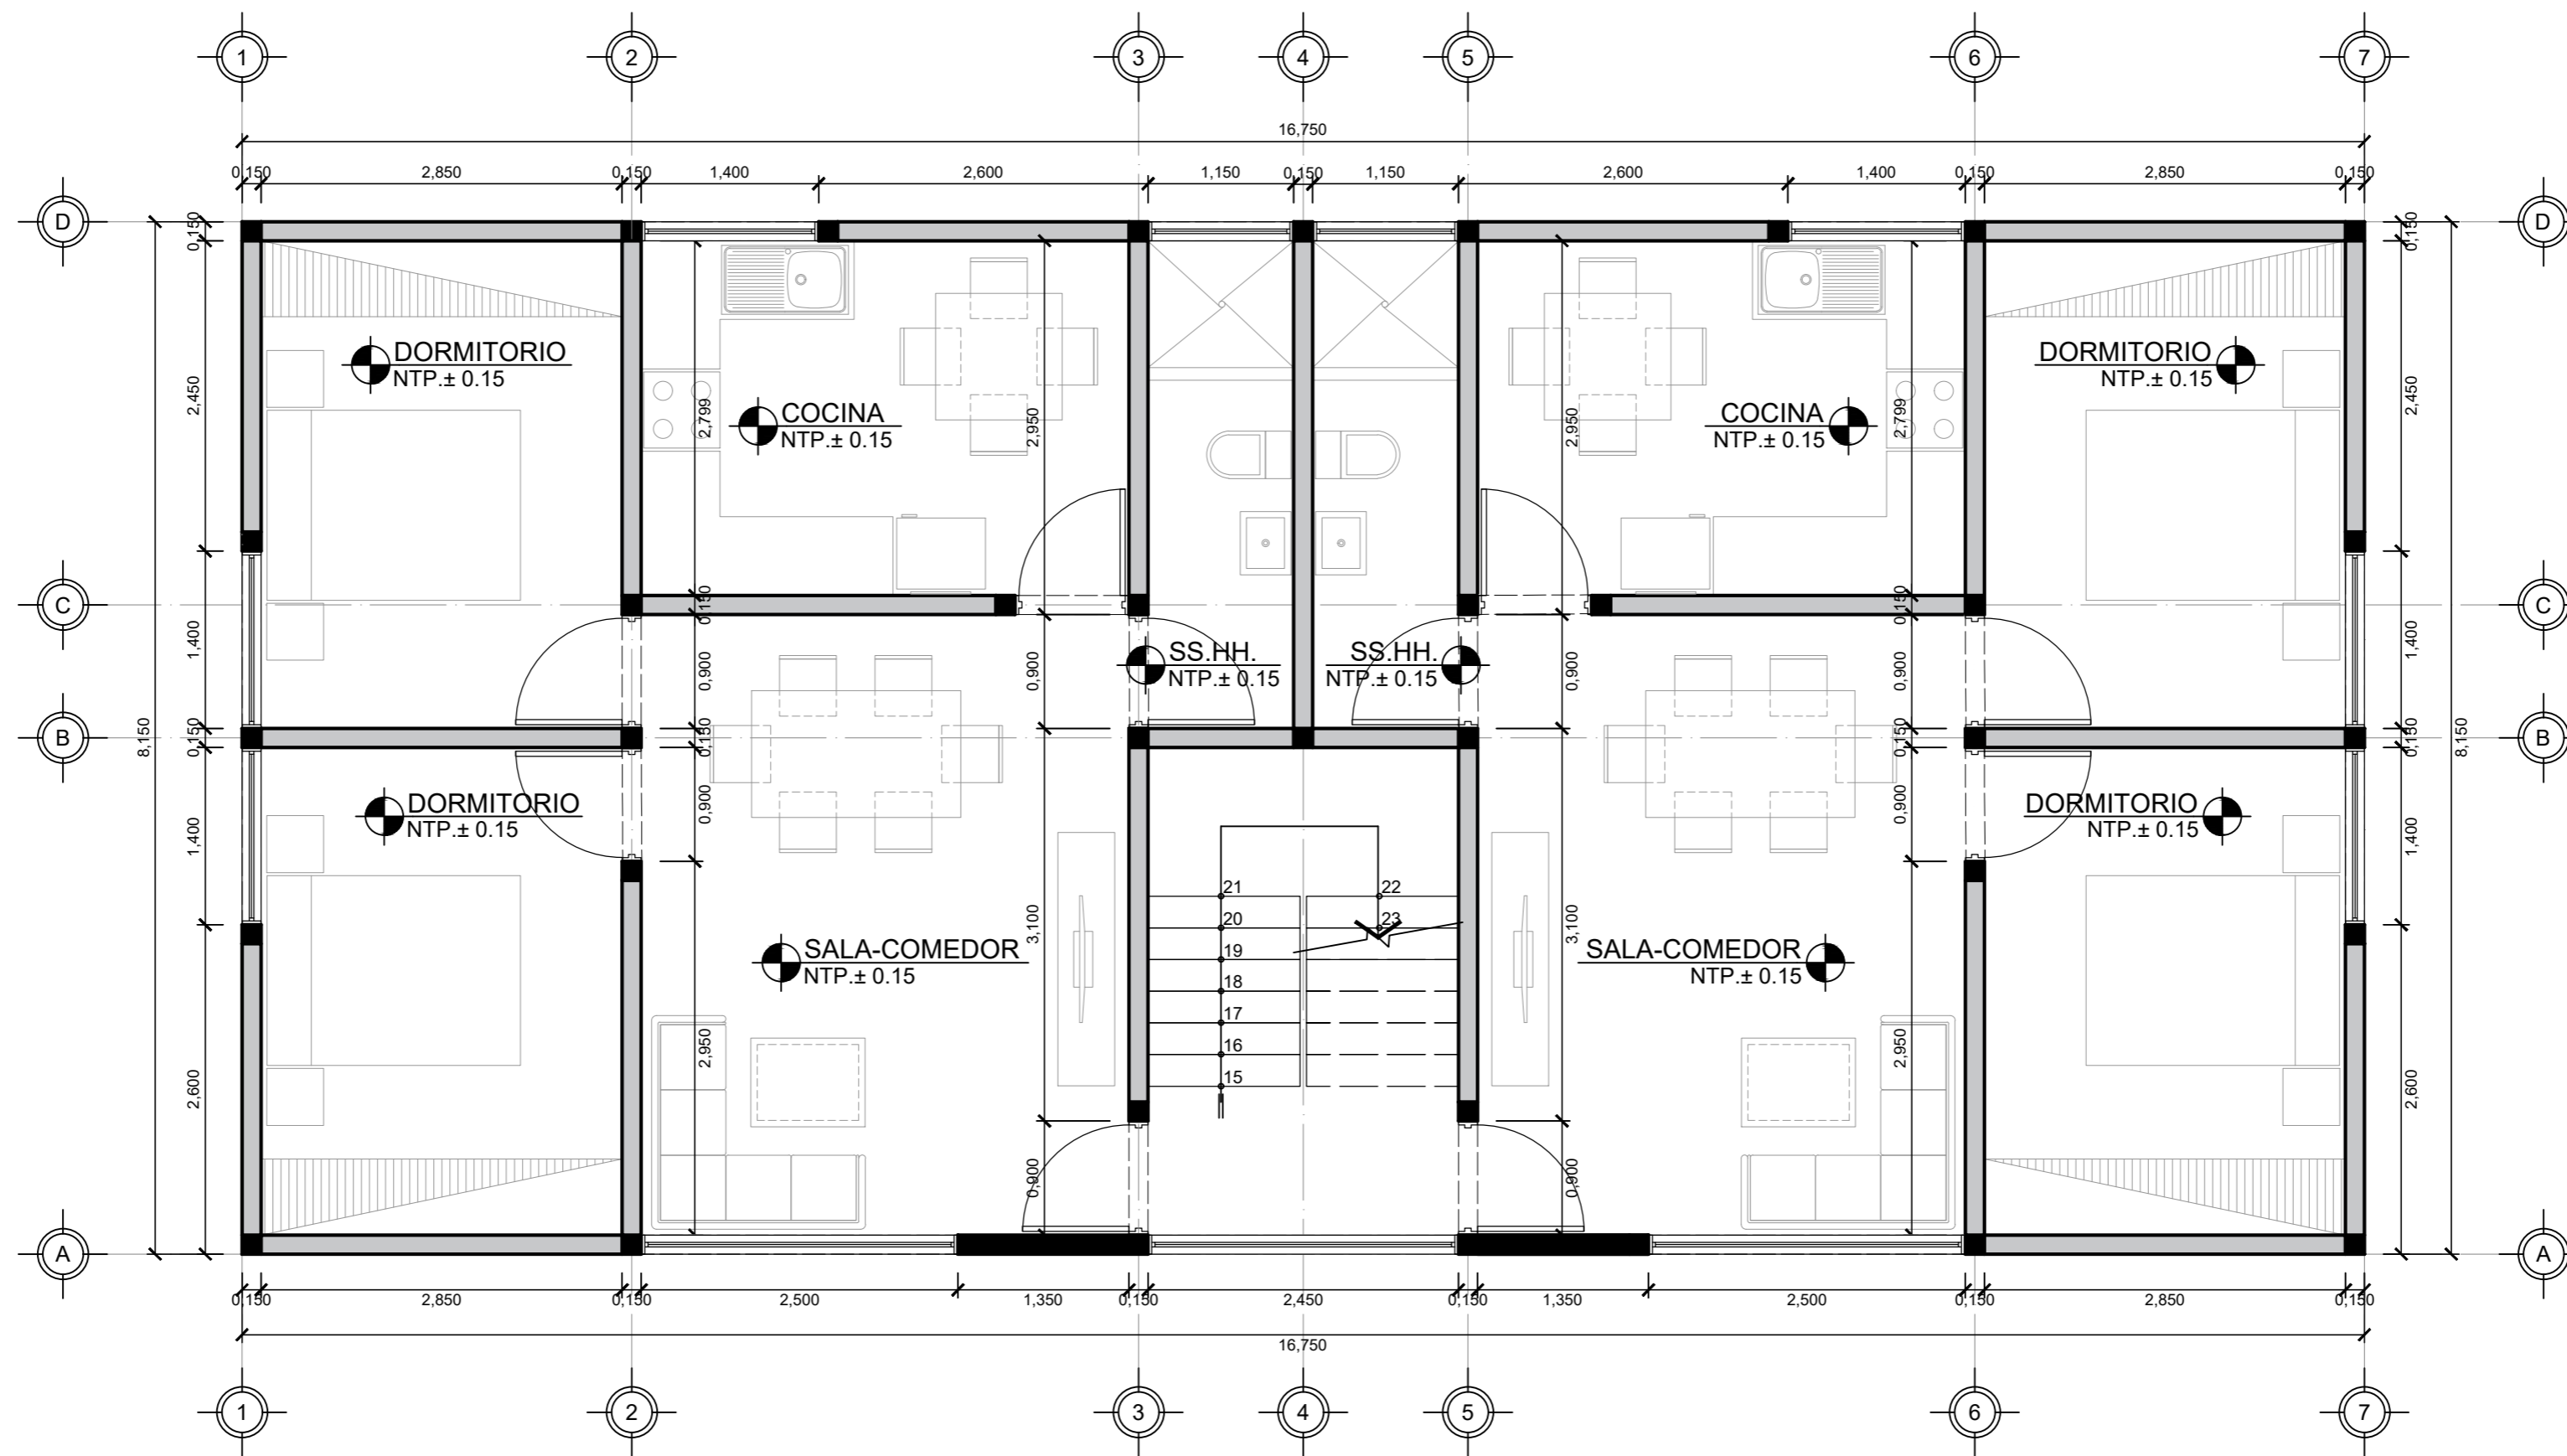 1 2 3 4 5 6 7
16,750
0,150 2,850 0,150 1,400 2,600 1,150 0,150 1,150 2,600 1,400 0,150 2,850 0,150
D D
0,150 0,150
DORMITORIO DORMITORIO
NTP.± 0.15 NTP.± 0.15
2,450 2,799 2,950 2,950 2,799 2,450
COCINA COCINA
NTP.± 0.15 NTP.± 0.15
C C
0,150 0,150
1,400 0,900 0,900 0,900 0,900 1,400
SS.HH. SS.HH.
NTP.± 0.15 NTP.± 0.15
B B
8,150 0,150 0,150 0,150 0,150 8,150
DORMITORIO DORMITORIO
NTP.± 0.15 NTP.± 0.15
1,400 0,900 0,900 1,400
21 22
20 23
19
3,100 3,100
SALA-COMEDOR SALA-COMEDOR
NTP.± 0.15 NTP.± 0.15
18
17
16
15
2,600 2,950 2,950 2,600
0,900 0,900
A A
0,150 2,850 0,150 2,500 1,350 0,150 2,450 0,150 1,350 2,500 0,150 2,850 0,150
16,750
1 2 3 4 5 6 7